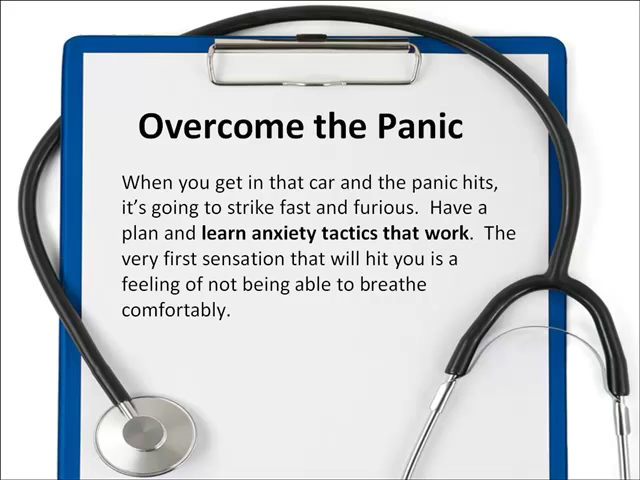 Overcome the Panic
When you get in that car and the panic hits,
it’s going to strike fast and furious.  Have a
plan and learn anxiety tactics that work.  The
very first sensation that will hit you is a
feeling of not being able to breathe
comfortably.